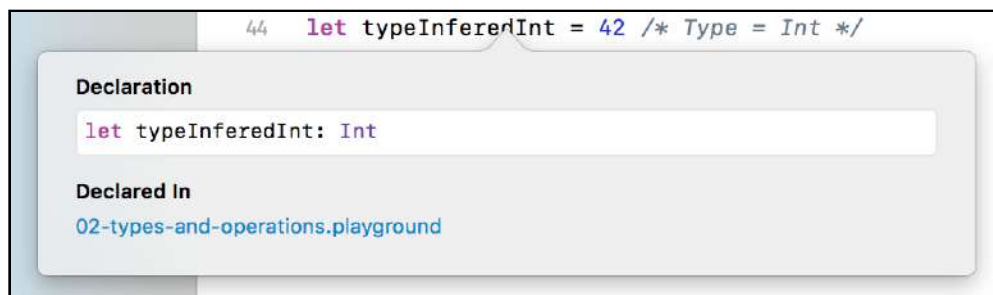 44 let typeInferedInt = 42 /* Type = Int */
Declaration
let typeInferedInt: Int
Declared In
02-types-and-operations.playground